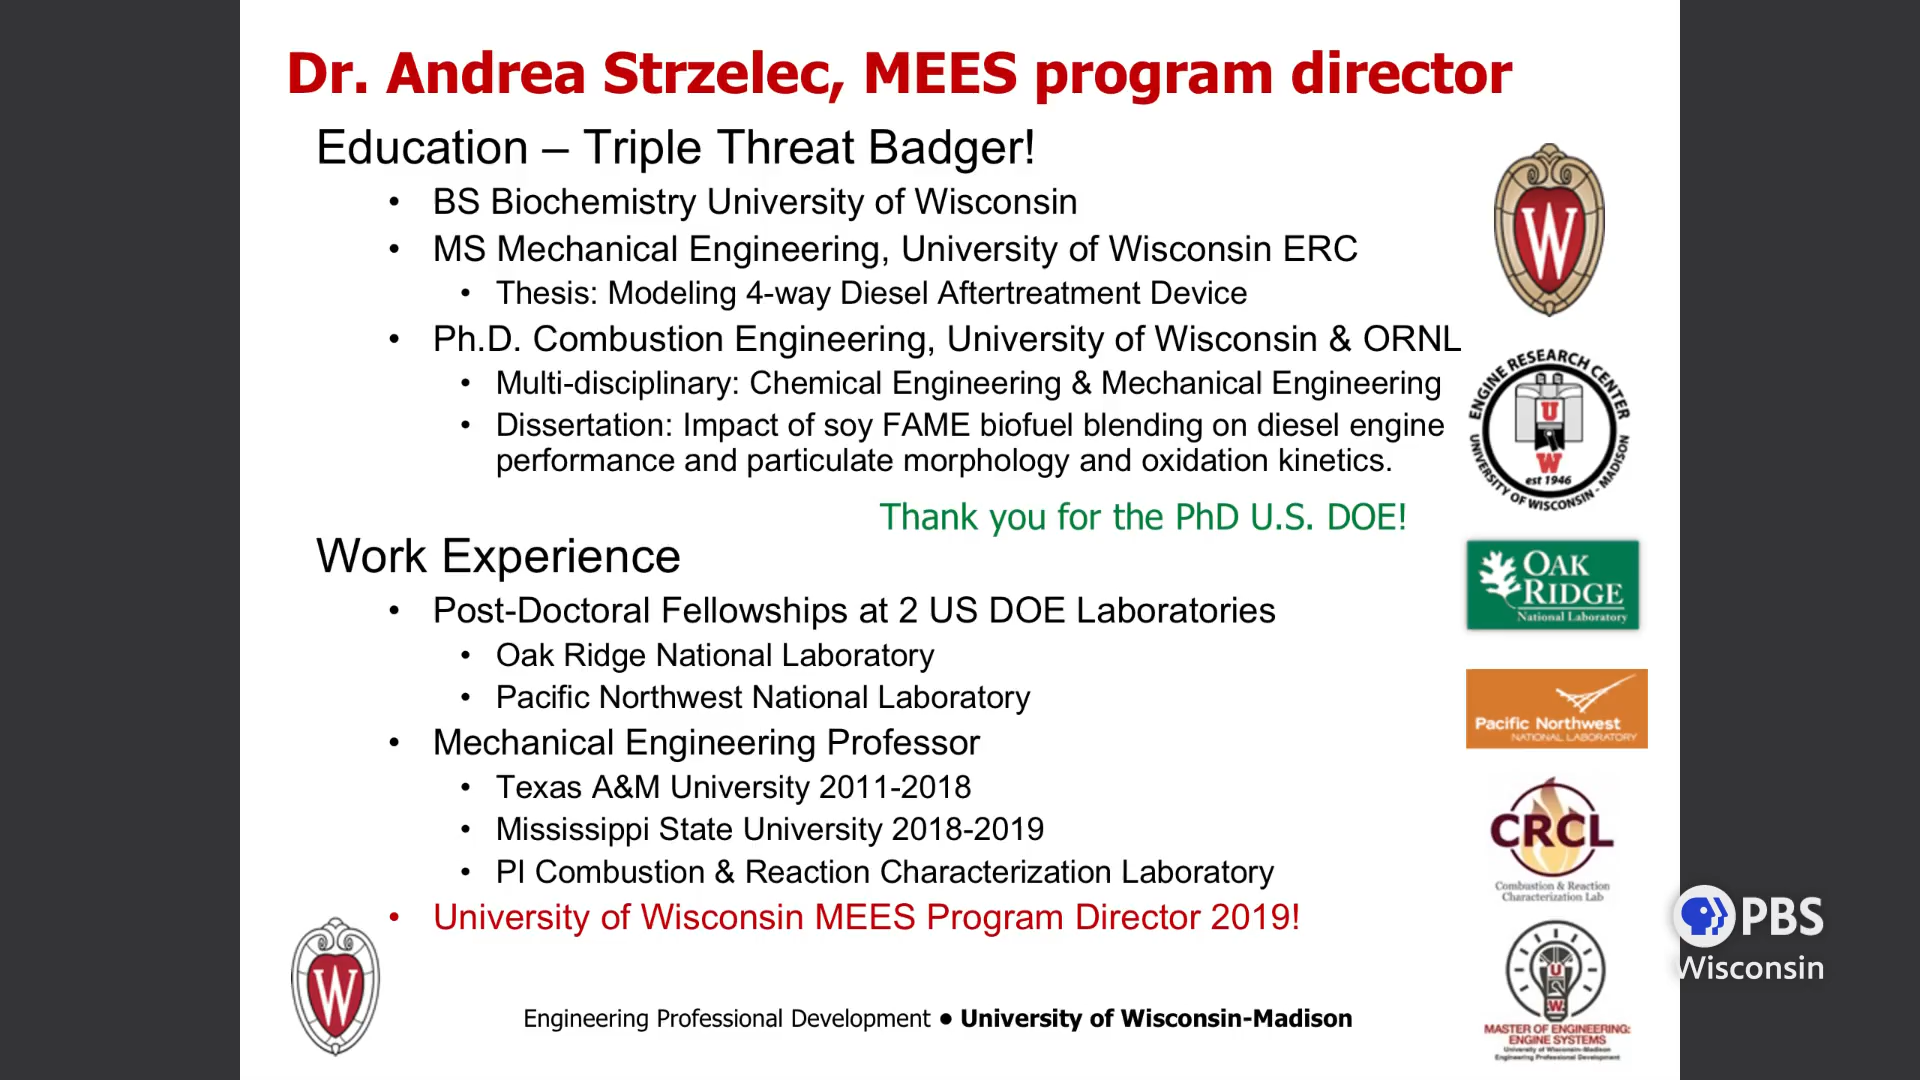 Dr. Andrea Strzelec, MEES program director
Education – Triple Threat Badger!
• BS Biochemistry University of Wisconsin
• MS Mechanical Engineering, University of Wisconsin ERC
• Thesis: Modeling 4-way Diesel Aftertreatment Device
• Ph.D. Combustion Engineering, University of Wisconsin & ORNL
• Multi-disciplinary: Chemical Engineering & Mechanical Engineering
• Dissertation: Impact of soy FAME biofuel blending on diesel engine
performance and particulate morphology and oxidation kinetics.
Thank you for the PhD U.S. DOE!
Work Experience
• Post-Doctoral Fellowships at 2 US DOE Laboratories
• Oak Ridge National Laboratory
• Pacific Northwest National Laboratory
• Mechanical Engineering Professor
• Texas A&M University 2011-2018
• Mississippi State University 2018-2019
• PI Combustion & Reaction Characterization Laboratory
• University of Wisconsin MEES Program Director 2019!
Engineering Professional Development ● University of Wisconsin-Madison
W
W
ENGINE RESEARCH CENTER
U
W
est 1946
UNIVERSITY OF WISCONSIN - MADISON
OAK
RIDGE
National Laboratory
Pacific Northwest
NATIONAL LABORATORY
CRCL
Combustion & Reaction
Characterization Lab
U
W
MASTER OF ENGINEERING:
ENGINE SYSTEMS
University of Wisconsin-Madison
Engineering Professional Development
PBS
Wisconsin